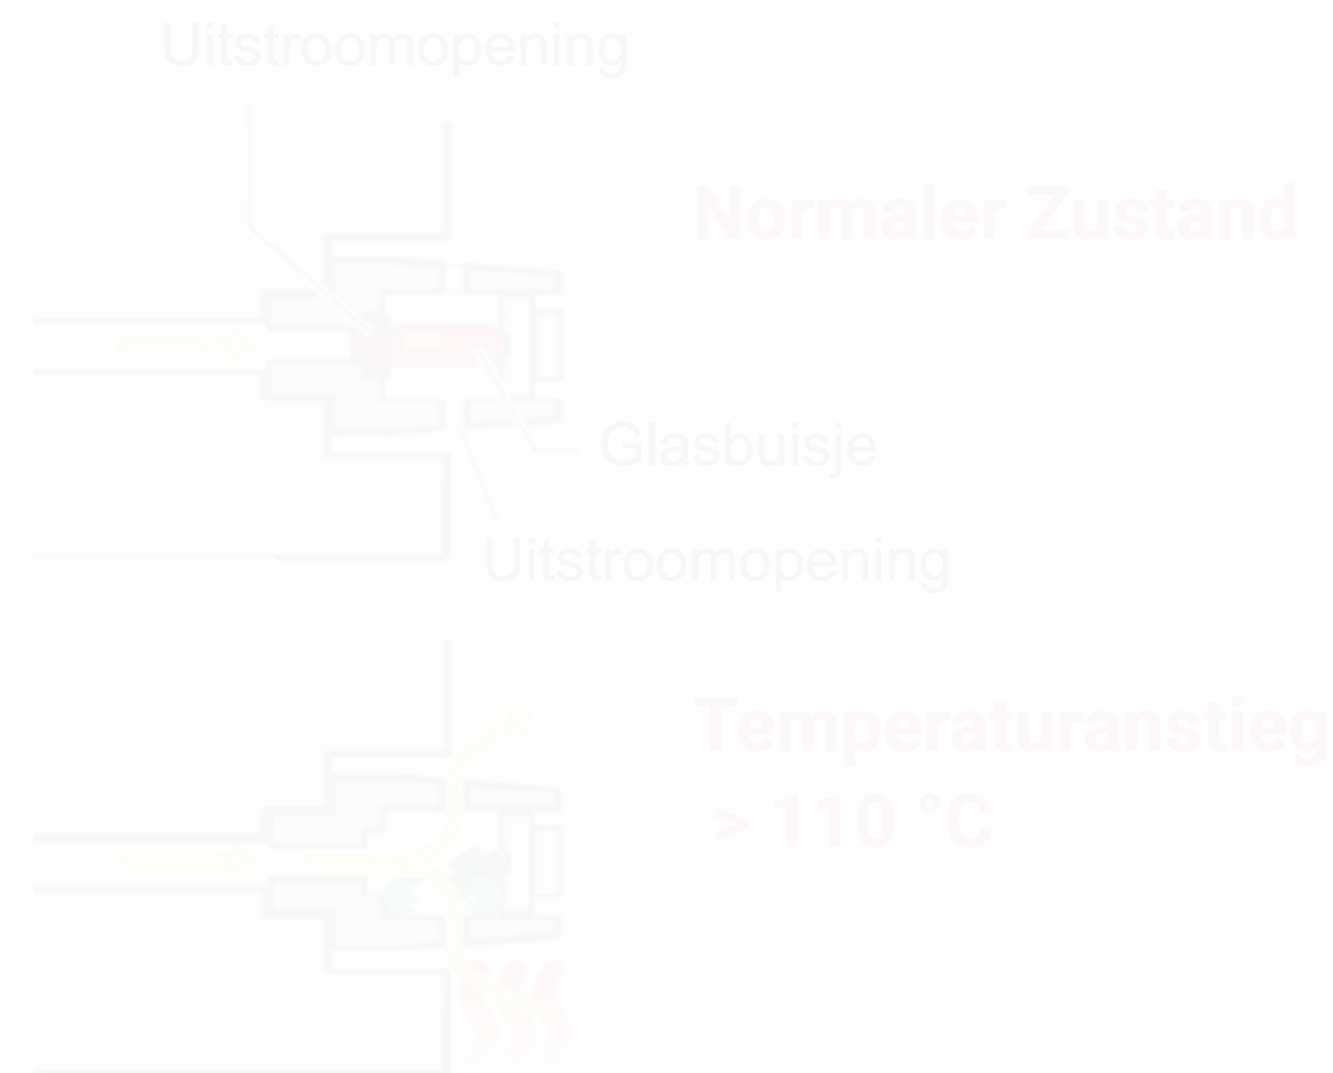 Uitstroomopening
Normaler Zustand
Glasbuisje
Uitstroomopening
Temperaturanstieg
> 110 °C